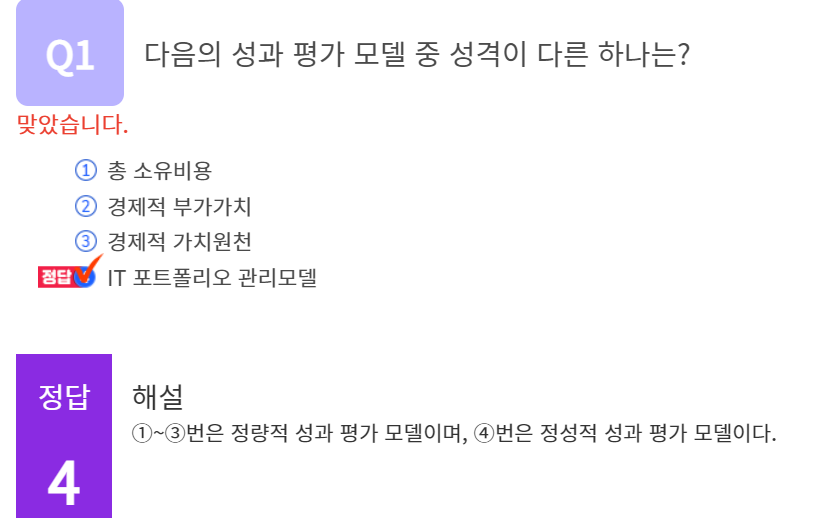 Q1 다음의 성과 평가 모델 중 성격이 다른 하나는?
맞았습니다.
① 총 소유비용
② 경제적 부가가치
③ 경제적 가치원천
정답 IT 포트폴리오 관리모델
정답 해설
①~③번은 정량적 성과 평가 모델이며, ④번은 정성적 성과 평가 모델이다.
4